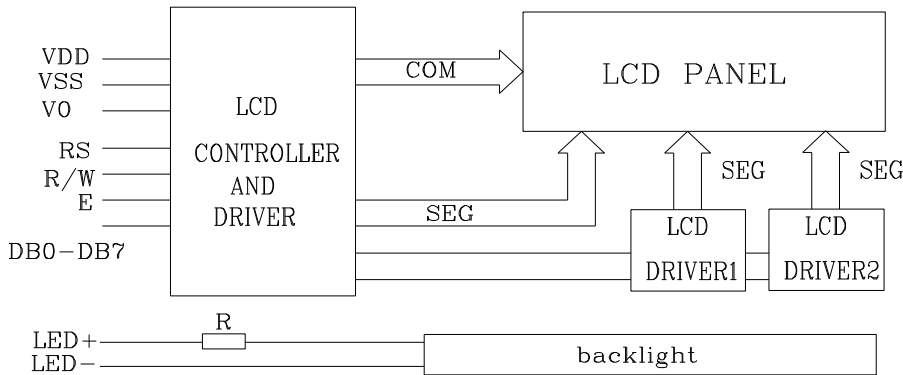 VDD
VSS
V0
RS
R/W
E
DB0-DB7
LCD
CONTROLLER
AND
DRIVER
COM
SEG
LCD PANEL
SEG
SEG
LCD
DRIVER1
LCD
DRIVER2
LED+
LED-
R
backlight